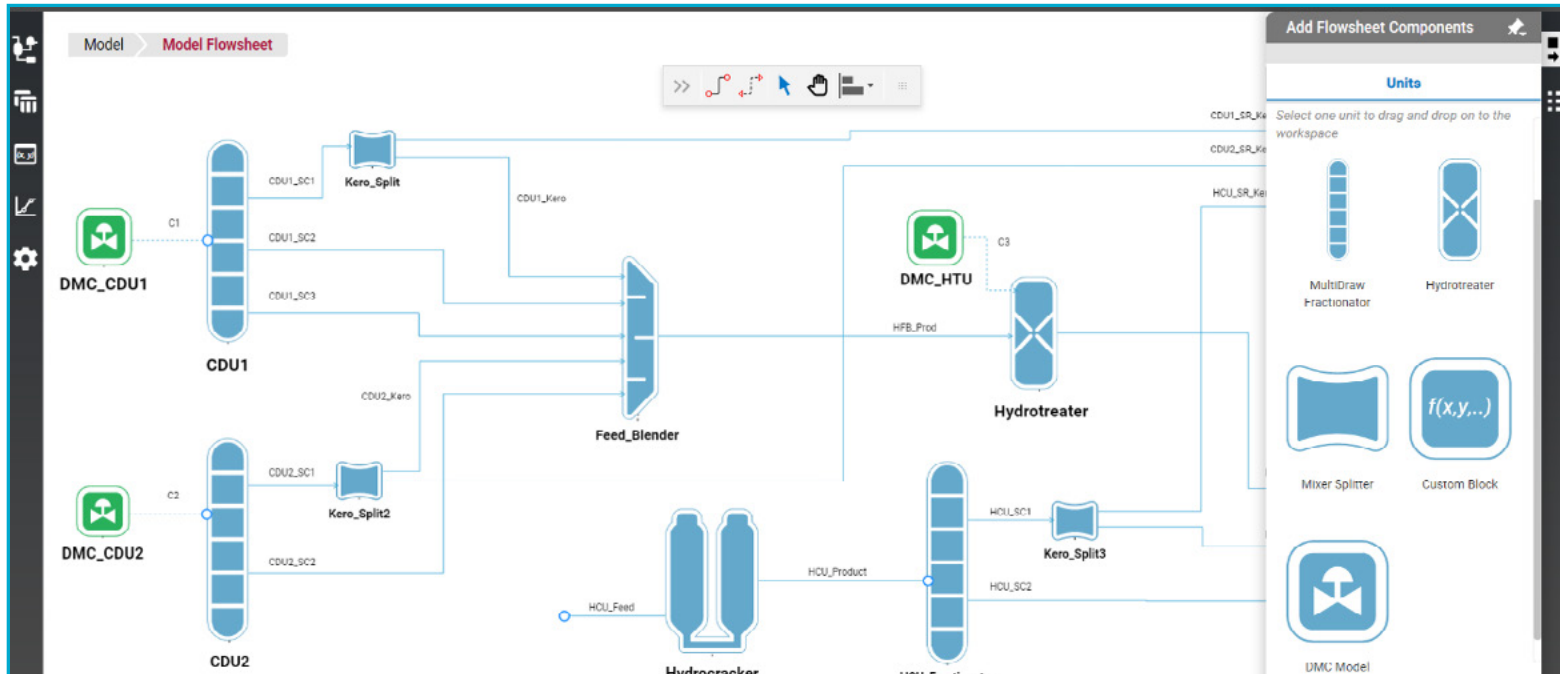 Model
Model Flowsheet
Add Flowsheet Components
Units
Select one unit to drag and drop on to the
workspace
MultiDraw
Fractionator
Hydrotreater
Mixer Splitter
Custom Block
f(x,y,..)
DMC Model
CDU1_SR_Ke
CDU2_SR_Ke
HCU_SR_Ke
CDU1_SC1
Kero_Split
CDU1_Kero
C1
CDU1_SC2
DMC_CDU1
CDU1_SC3
CDU1
C3
DMC_HTU
HFB_Prod
Hydrotreater
CDU2_Kero
Feed_Blender
CDU2_SC1
Kero_Split2
C2
DMC_CDU2
CDU2_SC2
CDU2
HCU_SC1
Kero_Split3
HCU_Product
HCU_SC2
HCU_Feed
Hydrocracker